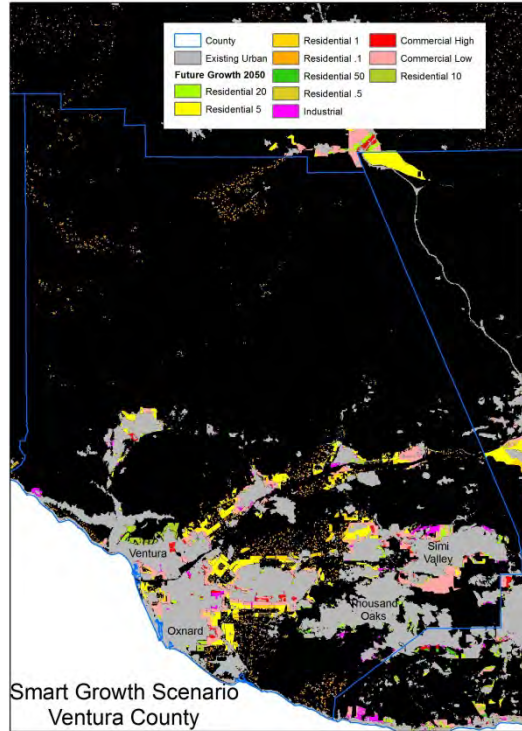 County
Existing Urban
Future Growth 2050
Residential 20
Residential 5
Residential 1
Residential .1
Residential 50
Residential .5
Industrial
Commercial High
Commercial Low
Residential 10
Ventura
Simi
Valley
Thousand
Oaks
Oxnard
Smart Growth Scenario
Ventura County